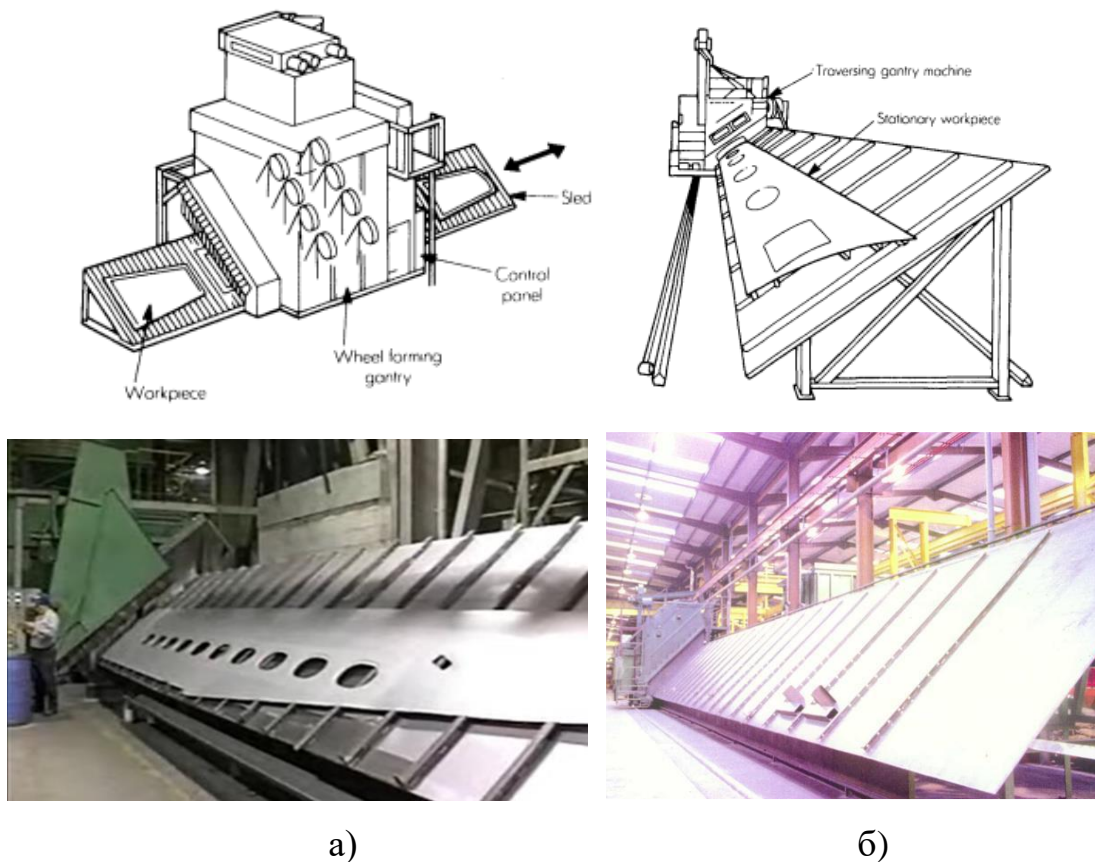 Traversing gantry machine
Stationary workpiece
Sled
Control
panel
Wheel forming
gantry
Workpiece
а)
б)